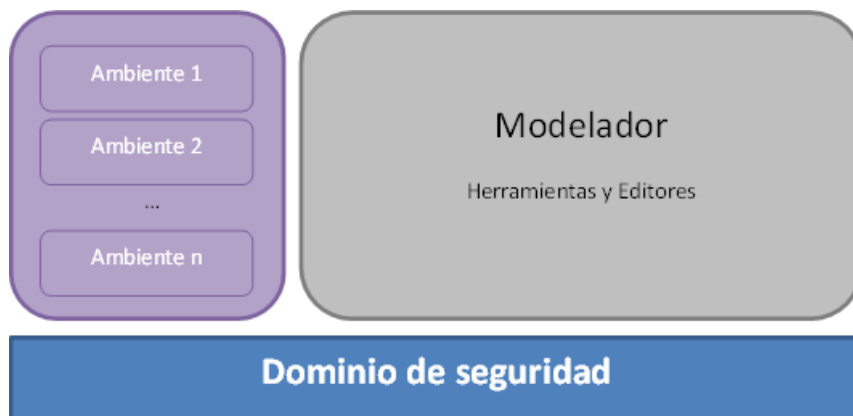 Ambiente 1
Ambiente 2
...
Ambiente n
Modelador
Herramientas y Editores
Dominio de seguridad